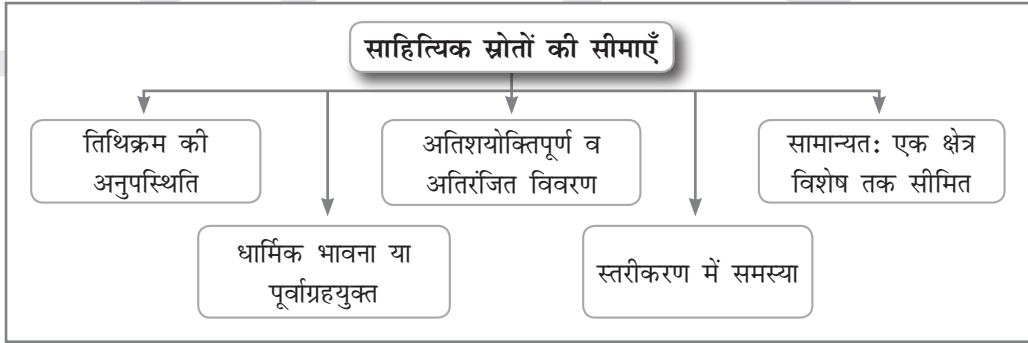 साहित्यिक स्रोतों की सीमाएँ
तिथिक्रम की
अनुपस्थिति
धार्मिक भावना या
पूर्वाग्रहयुक्त
अतिशयोक्तिपूर्ण व
अतिरंजित विवरण
स्तरीकरण में समस्या
सामान्यतः एक क्षेत्र
विशेष तक सीमित